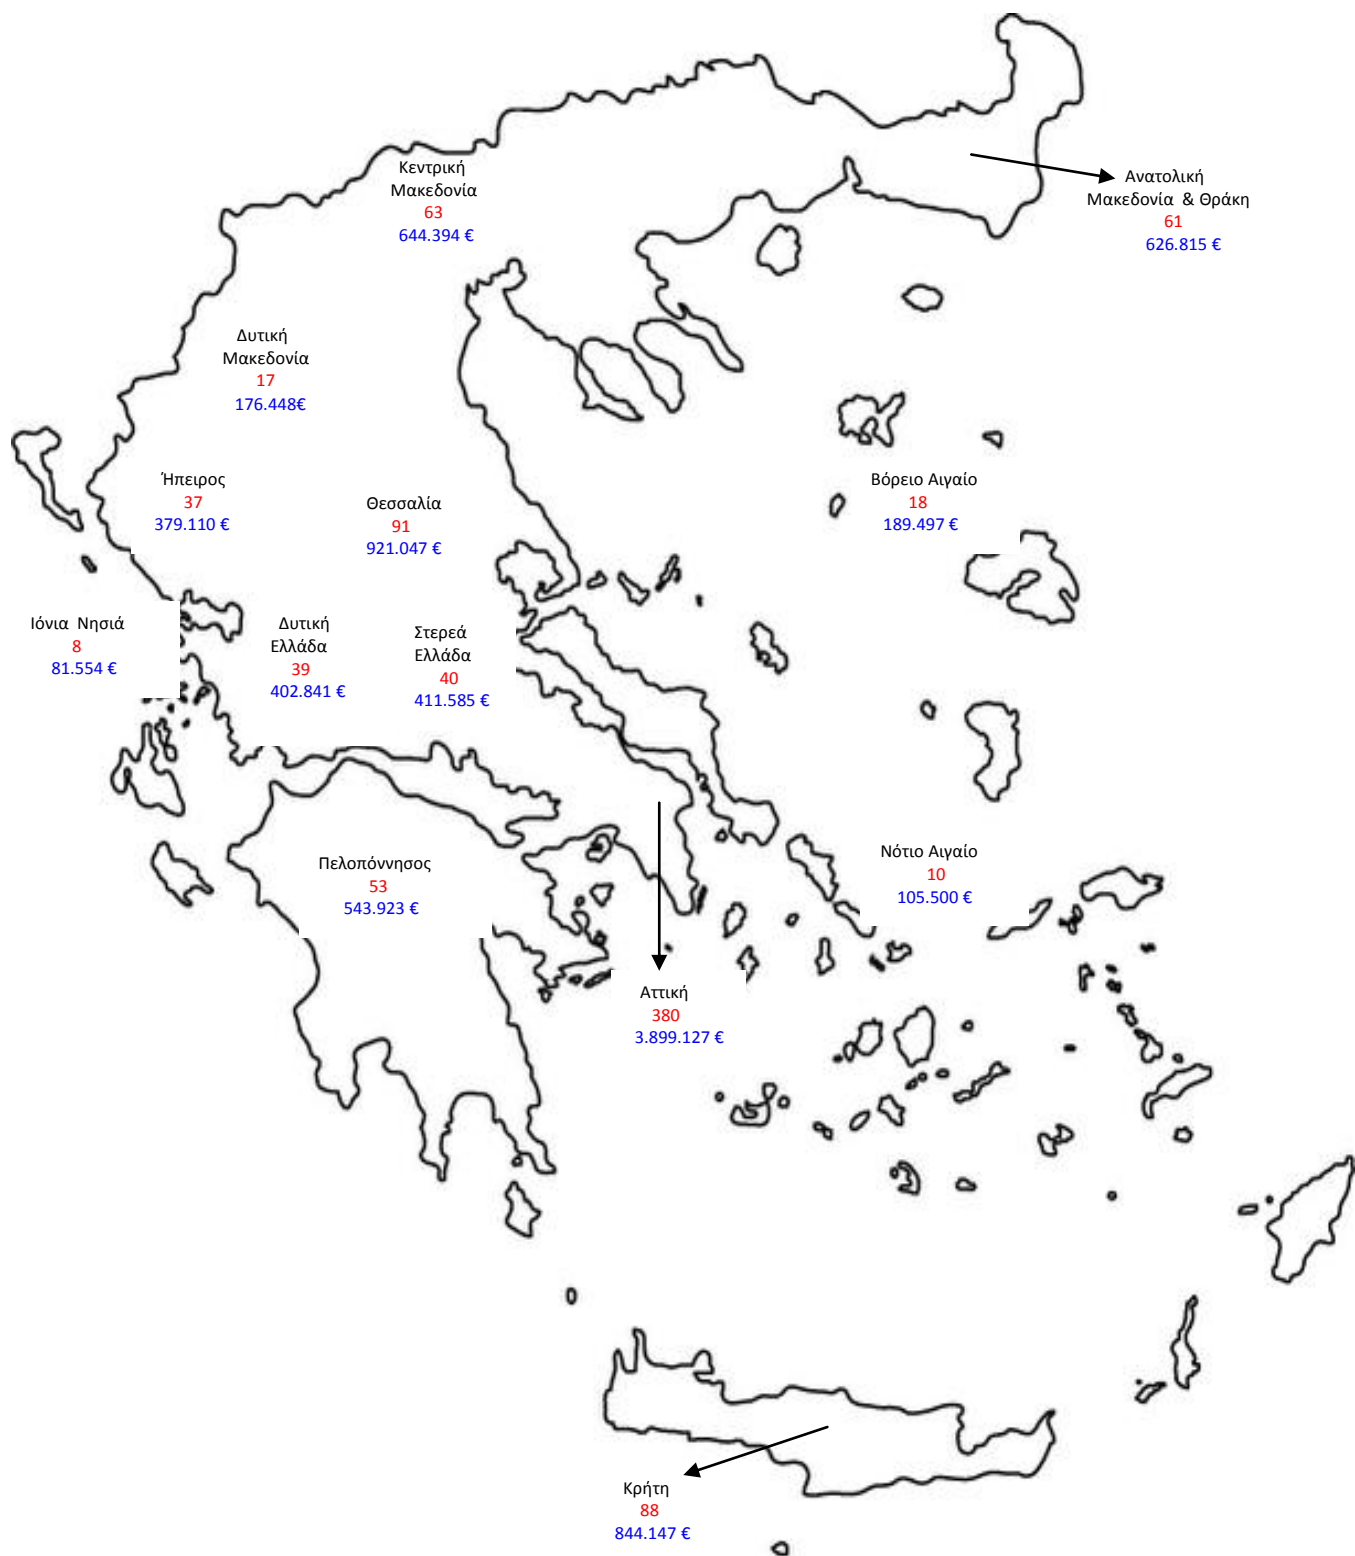 Κεντρική
Μακεδονία
63
644.394 €
Ανατολική
Μακεδονία & Θράκη
61
626.815 €
Δυτική
Μακεδονία
17
176.448€
Ήπειρος
37
379.110 €
Θεσσαλία
91
921.047 €
Βόρειο Αιγαίο
18
189.497 €
Ιόνια Νησιά
8
81.554 €
Δυτική
Ελλάδα
39
402.841 €
Στερεά
Ελλάδα
40
411.585 €
Πελοπόννησος
53
543.923 €
Νότιο Αιγαίο
10
105.500 €
Αττική
380
3.899.127 €
Κρήτη
88
844.147 €